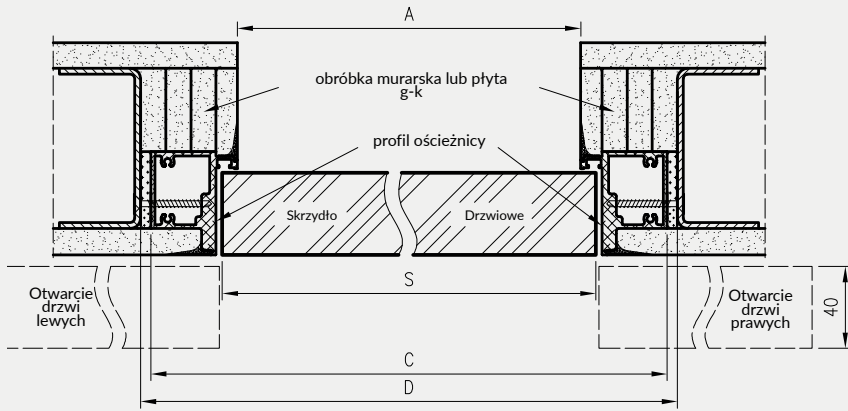 A
obróbka murarska lub płyta
g-k
profil ościeżnicy
Skrzydło
Drzwiowe
S
Otwarcie
drzwi
lewych
Otwarcie
drzwi
prawych
40
C
D